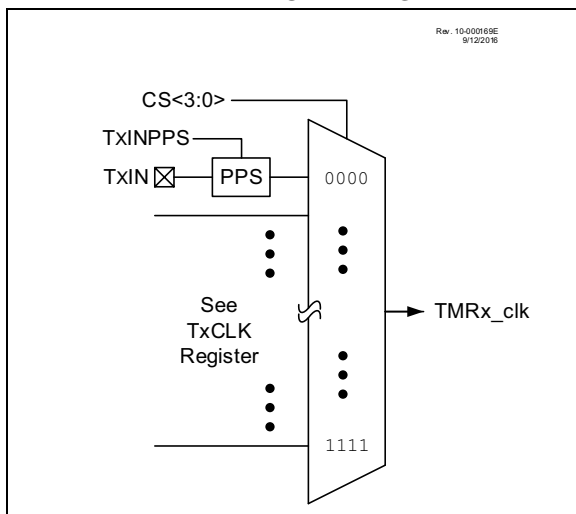 Rev. 10-000169E
9/12/2016
CS<3:0>
TxINPPS
TxIN
PPS
0000
See
TxCLK
Register
TMRx_clk
1111